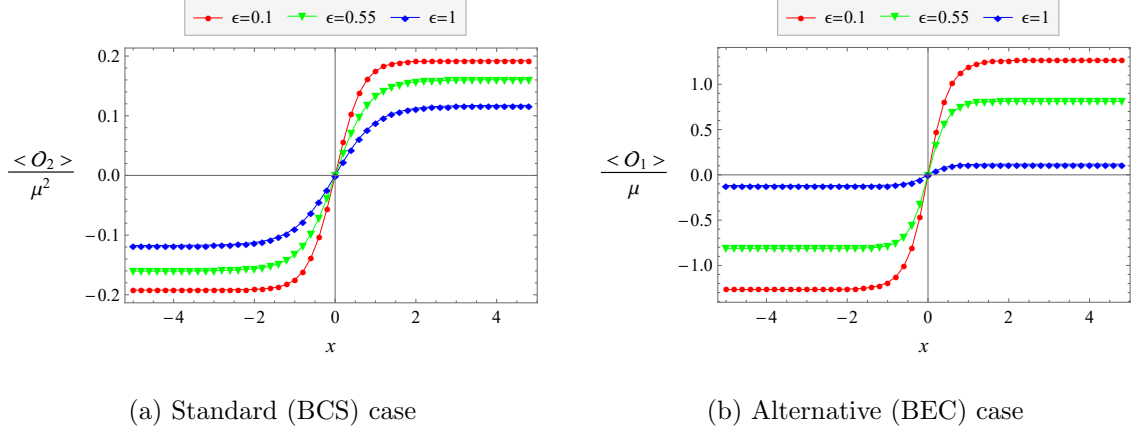 ϵ=0.1 ϵ=0.55 ϵ=1
0.2
0.1
0.0
−0.1
−0.2
< O₂ >
μ²
−4 −2 0 2 4
x
(a) Standard (BCS) case
ϵ=0.1 ϵ=0.55 ϵ=1
1.0
0.5
0.0
−0.5
−1.0
< O₁ >
μ
−4 −2 0 2 4
x
(b) Alternative (BEC) case